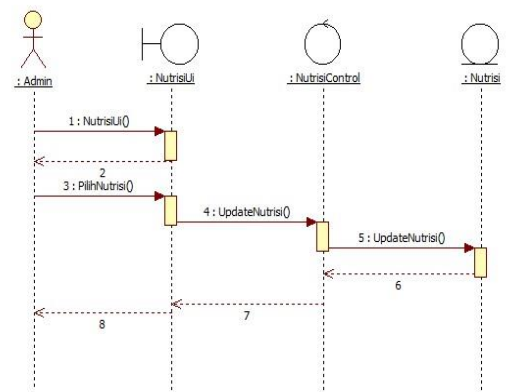 : Admin
: NutrisiUi
: NutrisiControl
: Nutrisi
1 : NutrisiUi()
2
3 : PilihNutrisi()
4 : UpdateNutrisi()
5 : UpdateNutrisi()
6
7
8